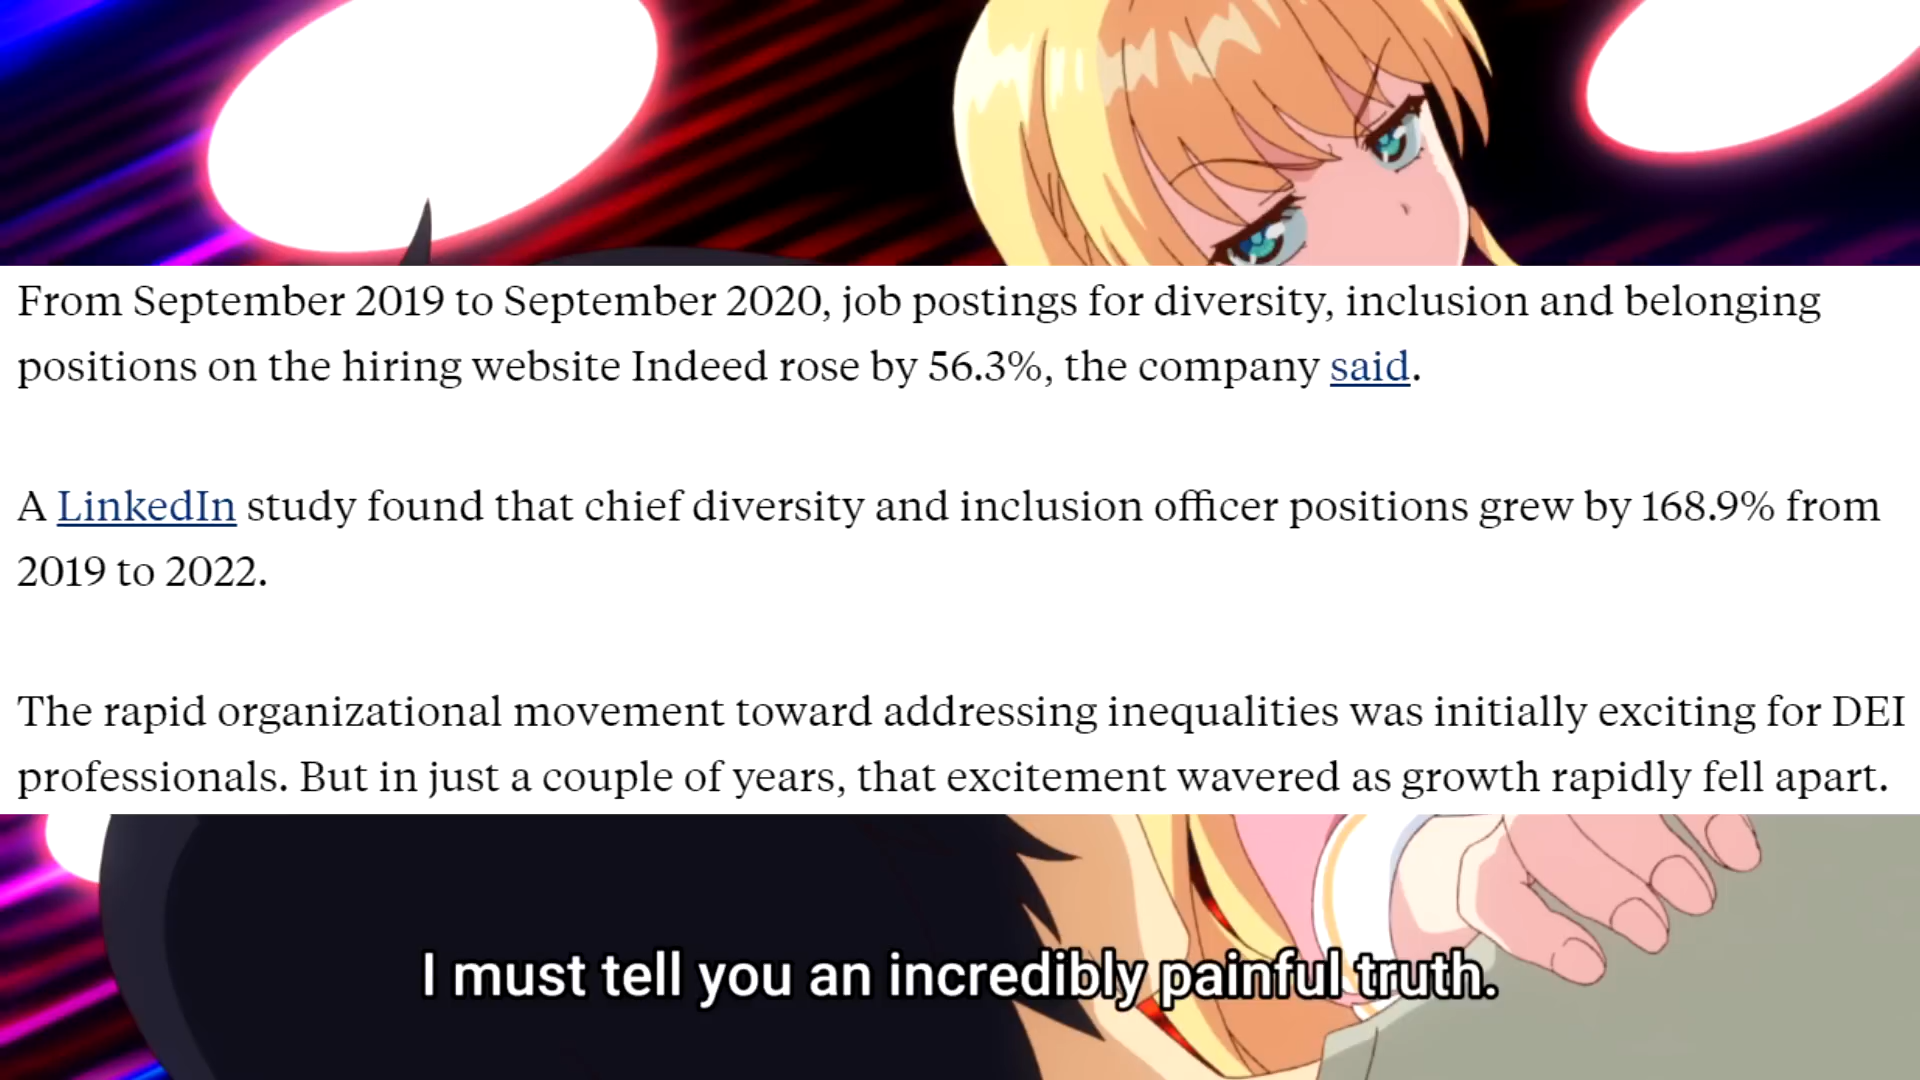 From September 2019 to September 2020, job postings for diversity, inclusion and belonging
positions on the hiring website Indeed rose by 56.3%, the company said.
A LinkedIn study found that chief diversity and inclusion officer positions grew by 168.9% from
2019 to 2022.
The rapid organizational movement toward addressing inequalities was initially exciting for DEI
professionals. But in just a couple of years, that excitement wavered as growth rapidly fell apart.
I must tell you an incredibly painful truth.